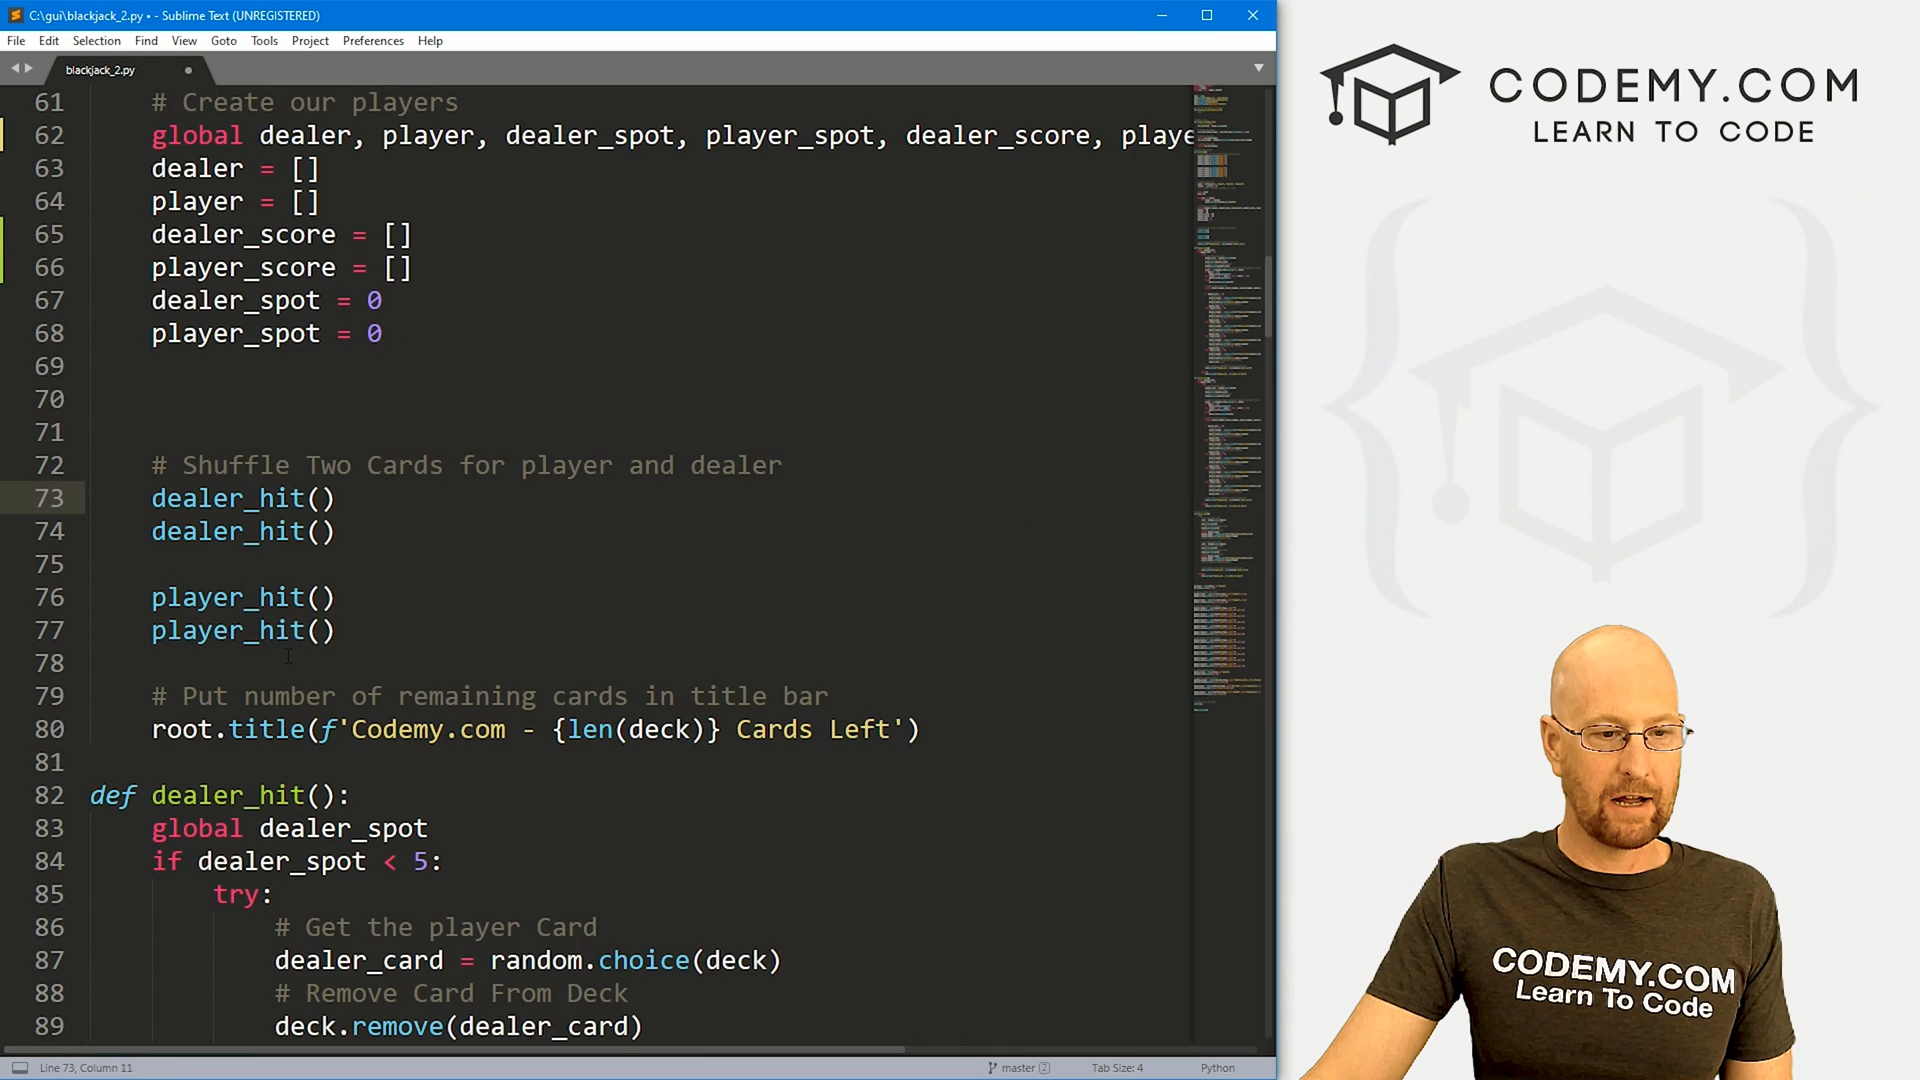 C:\gui\blackjack_2.py • - Sublime Text (UNREGISTERED)
File Edit Selection Find View Goto Tools Project Preferences Help
blackjack_2.py
61 # Create our players
62 global dealer, player, dealer_spot, player_spot, dealer_score, playe
63 dealer = []
64 player = []
65 dealer_score = []
66 player_score = []
67 dealer_spot = 0
68 player_spot = 0
69
70
71
72 # Shuffle Two Cards for player and dealer
73 dealer_hit()
74 dealer_hit()
75
76 player_hit()
77 player_hit()
78
79 # Put number of remaining cards in title bar
80 root.title(f'Codemy.com - {len(deck)} Cards Left')
81
82 def dealer_hit():
83 global dealer_spot
84 if dealer_spot < 5:
85 try:
86 # Get the player Card
87 dealer_card = random.choice(deck)
88 # Remove Card From Deck
89 deck.remove(dealer_card)
Line 73, Column 11
master 2
Tab Size: 4
Python
CODEMY.COM
LEARN TO CODE
CODEMY.COM
Learn To Code